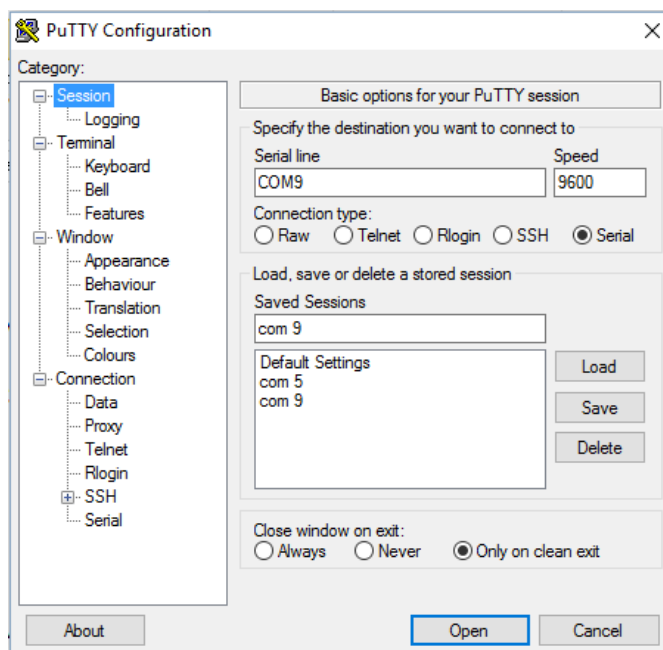 PuTTY Configuration
Category:
Session
Logging
Terminal
Keyboard
Bell
Features
Window
Appearance
Behaviour
Translation
Selection
Colours
Connection
Data
Proxy
Telnet
Rlogin
SSH
Serial
Basic options for your PuTTY session
Specify the destination you want to connect to
Serial line Speed
COM9 9600
Connection type:
Raw Telnet Rlogin SSH Serial
Load, save or delete a stored session
Saved Sessions
com 9
Default Settings
com 5
com 9
Load
Save
Delete
Close window on exit:
Always Never Only on clean exit
About Open Cancel